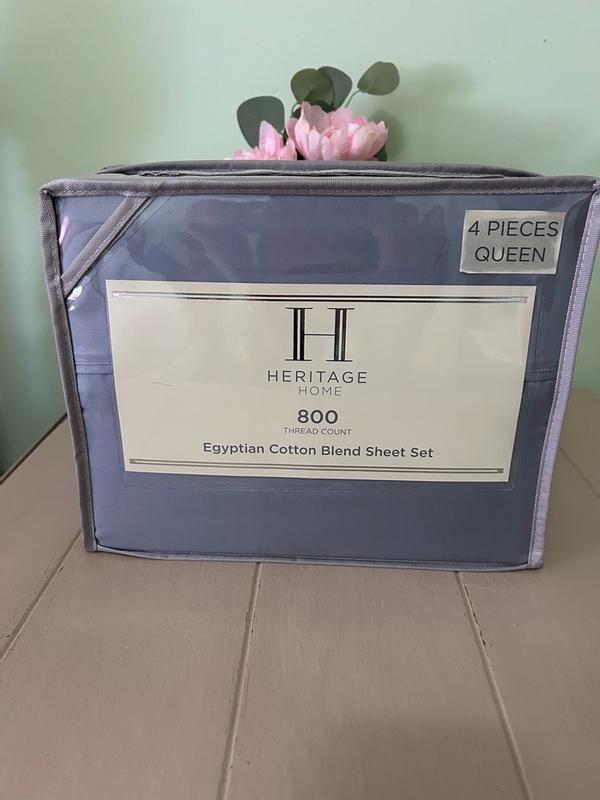 4 PIECES
QUEEN
H
HERITAGE
HOME
800
THREAD COUNT
Egyptian Cotton Blend Sheet Set